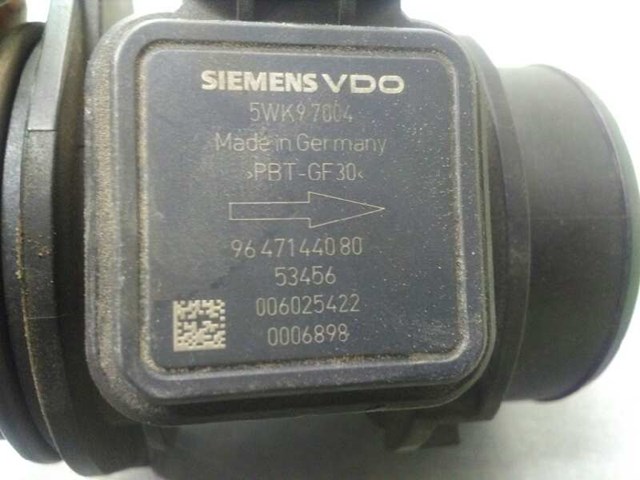 SIEMENS VDO
5WK9 7004
Made in Germany
>PBT-GF30<
96 471440 80
53456
006025422
0006898